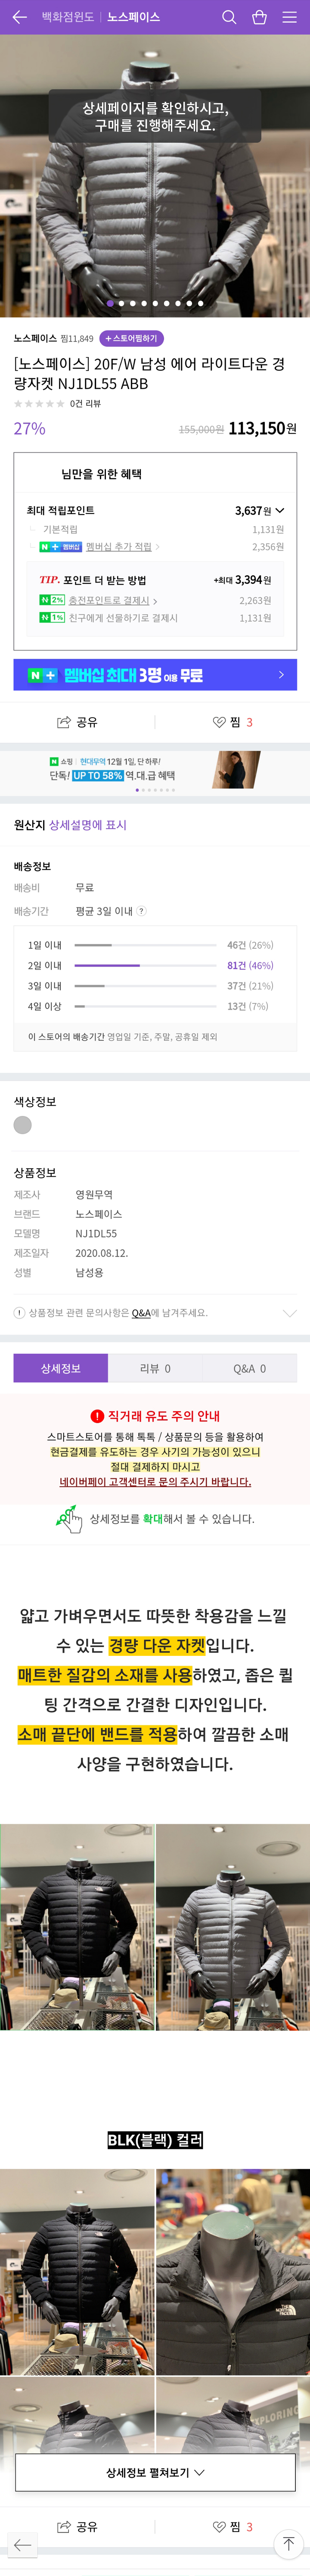 백화점윈도 | 노스페이스
상세페이지를 확인하시고,
구매를 진행해주세요.
노스페이스 찜11,849 +스토어찜하기
[노스페이스] 20F/W 남성 에어 라이트다운 경
량자켓 NJ1DL55 ABB
0건 리뷰
27% 155,000원 113,150원
님만을 위한 혜택
최대 적립포인트 3,637원
기본적립 1,131원
N+ 멤버십 멤버십 추가 적립 2,356원
TIP. 포인트 더 받는 방법 +최대 3,394원
N 2% 충전포인트로 결제시 2,263원
N 1% 친구에게 선물하기로 결제시 1,131원
N+ 멤버십 최대 3명 이용 무료
공유 찜 3
N 쇼핑 | 현대무역 12월 1일, 단 하루!
단독! UP TO 58% 역.대.급 혜택
원산지 상세설명에 표시
배송정보
배송비 무료
배송기간 평균 3일 이내 ?
1일 이내 46건 (26%)
2일 이내 81건 (46%)
3일 이내 37건 (21%)
4일 이상 13건 (7%)
이 스토어의 배송기간 영업일 기준, 주말, 공휴일 제외
색상정보
상품정보
제조사 영원무역
브랜드 노스페이스
모델명 NJ1DL55
제조일자 2020.08.12.
성별 남성용
상품정보 관련 문의사항은 Q&A에 남겨주세요.
상세정보 리뷰 0 Q&A 0
직거래 유도 주의 안내
스마트스토어를 통해 톡톡 / 상품문의 등을 활용하여
현금결제를 유도하는 경우 사기의 가능성이 있으니
절대 결제하지 마시고
네이버페이 고객센터로 문의 주시기 바랍니다.
상세정보를 확대해서 볼 수 있습니다.
얇고 가벼우면서도 따뜻한 착용감을 느낄
수 있는 경량 다운 자켓입니다.
매트한 질감의 소재를 사용하였고, 좁은 퀼
팅 간격으로 간결한 디자인입니다.
소매 끝단에 밴드를 적용하여 깔끔한 소매
사양을 구현하였습니다.
BLK(블랙) 컬러
THE
NORTH
FACE
XPLORING
상세정보 펼쳐보기
공유 찜 3